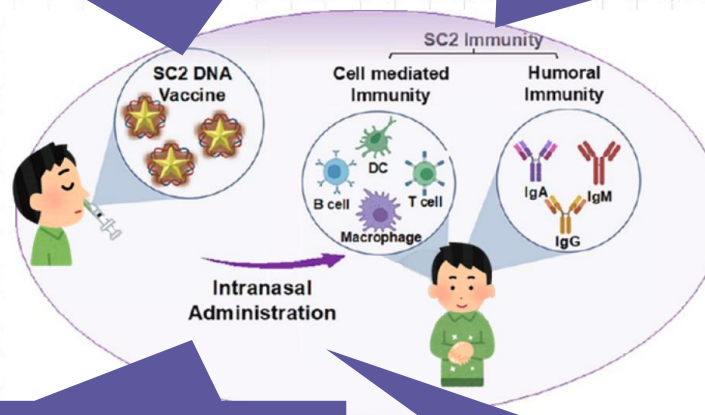 SC2 Immunity
SC2 DNA
Vaccine
Cell mediated
Immunity
Humoral
Immunity
DC
B cell
T cell
Macrophage
IgA
IgM
IgG
Intranasal
Administration